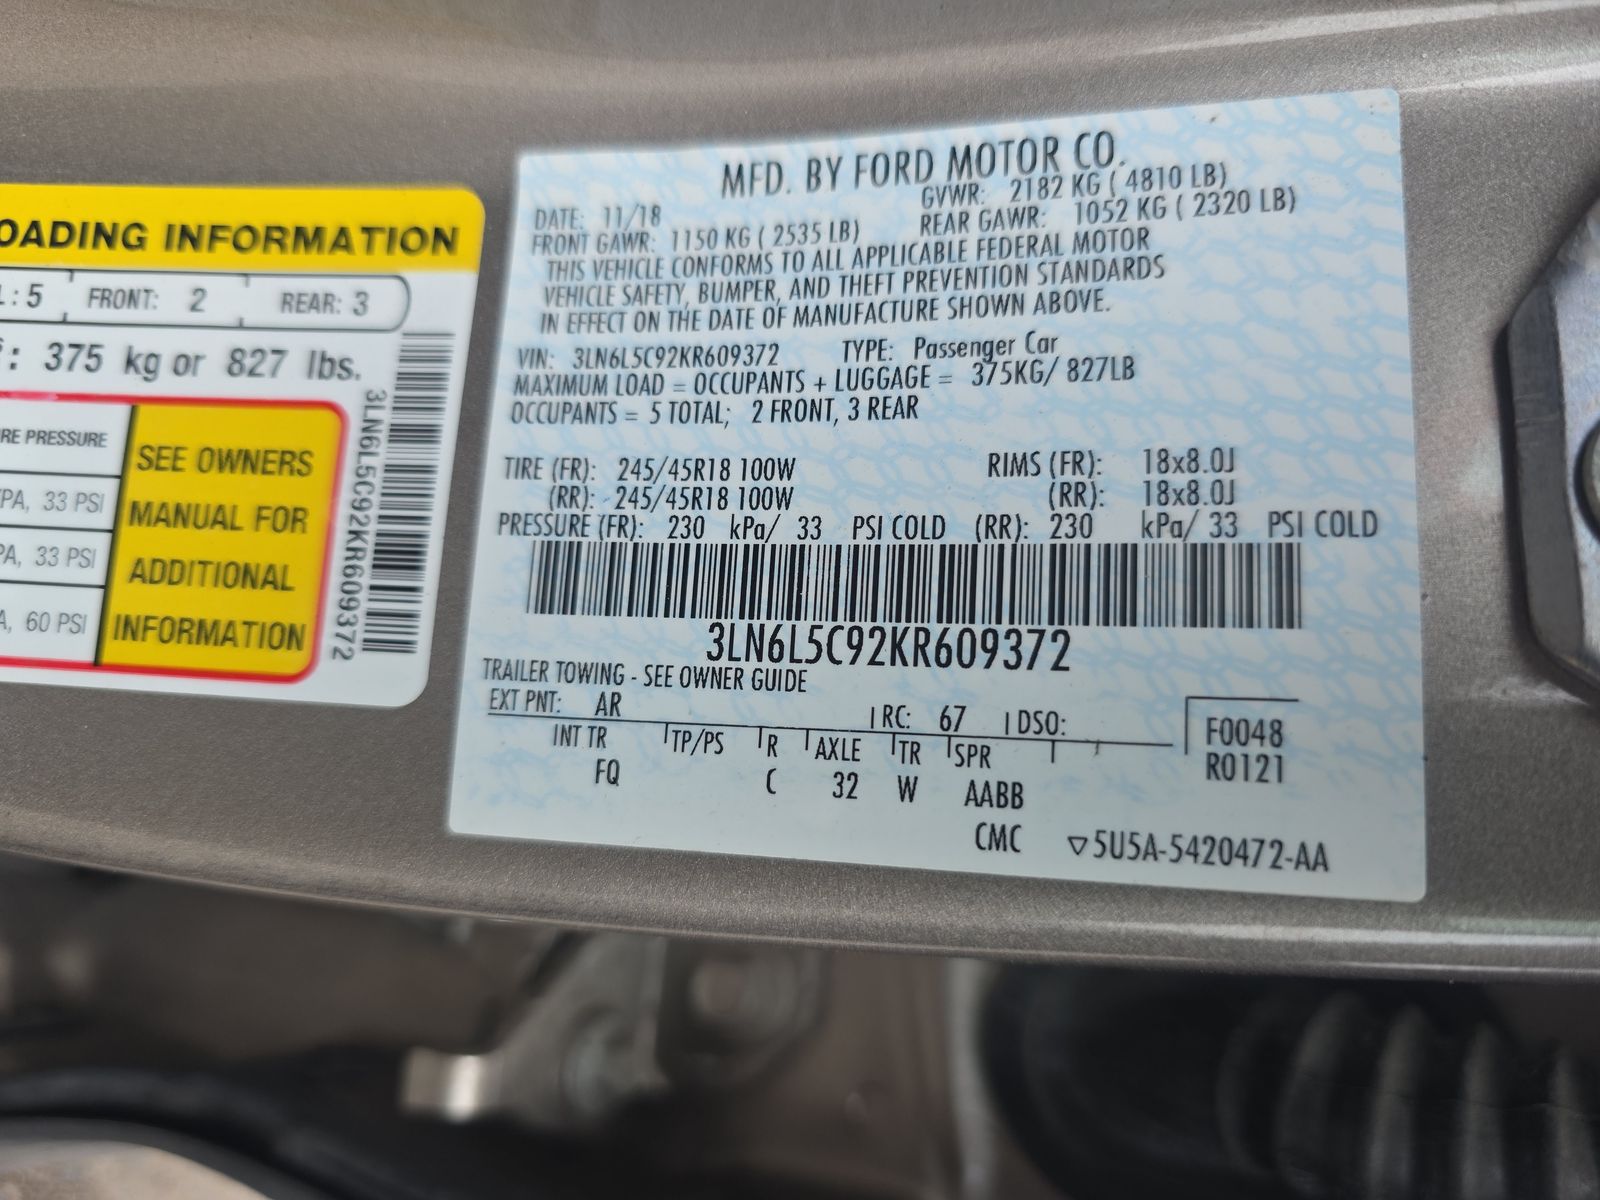 OADING INFORMATION
L: 5 FRONT: 2 REAR: 3
: 375 kg or 827 lbs.
RE PRESSURE
PA, 33 PSI
PA, 33 PSI
A, 60 PSI
SEE OWNERS
MANUAL FOR
ADDITIONAL
INFORMATION
3LN6L5C92KR609372
MFD. BY FORD MOTOR CO.
DATE: 11/18 GVWR: 2182 KG ( 4810 LB)
FRONT GAWR: 1150 KG ( 2535 LB) REAR GAWR: 1052 KG ( 2320 LB)
THIS VEHICLE CONFORMS TO ALL APPLICABLE FEDERAL MOTOR
VEHICLE SAFETY, BUMPER, AND THEFT PREVENTION STANDARDS
IN EFFECT ON THE DATE OF MANUFACTURE SHOWN ABOVE.
VIN: 3LN6L5C92KR609372 TYPE: Passenger Car
MAXIMUM LOAD = OCCUPANTS + LUGGAGE = 375KG/ 827LB
OCCUPANTS = 5 TOTAL; 2 FRONT, 3 REAR
TIRE (FR): 245/45R18 100W RIMS (FR): 18x8.0J
(RR): 245/45R18 100W (RR): 18x8.0J
PRESSURE (FR): 230 kPa/ 33 PSI COLD (RR): 230 kPa/ 33 PSI COLD
3LN6L5C92KR609372
TRAILER TOWING - SEE OWNER GUIDE
EXT PNT: AR RC: 67 DSO:
INT TR TP/PS R AXLE TR SPR
FQ C 32 W AABB
CMC
F0048
R0121
▽5U5A-5420472-AA